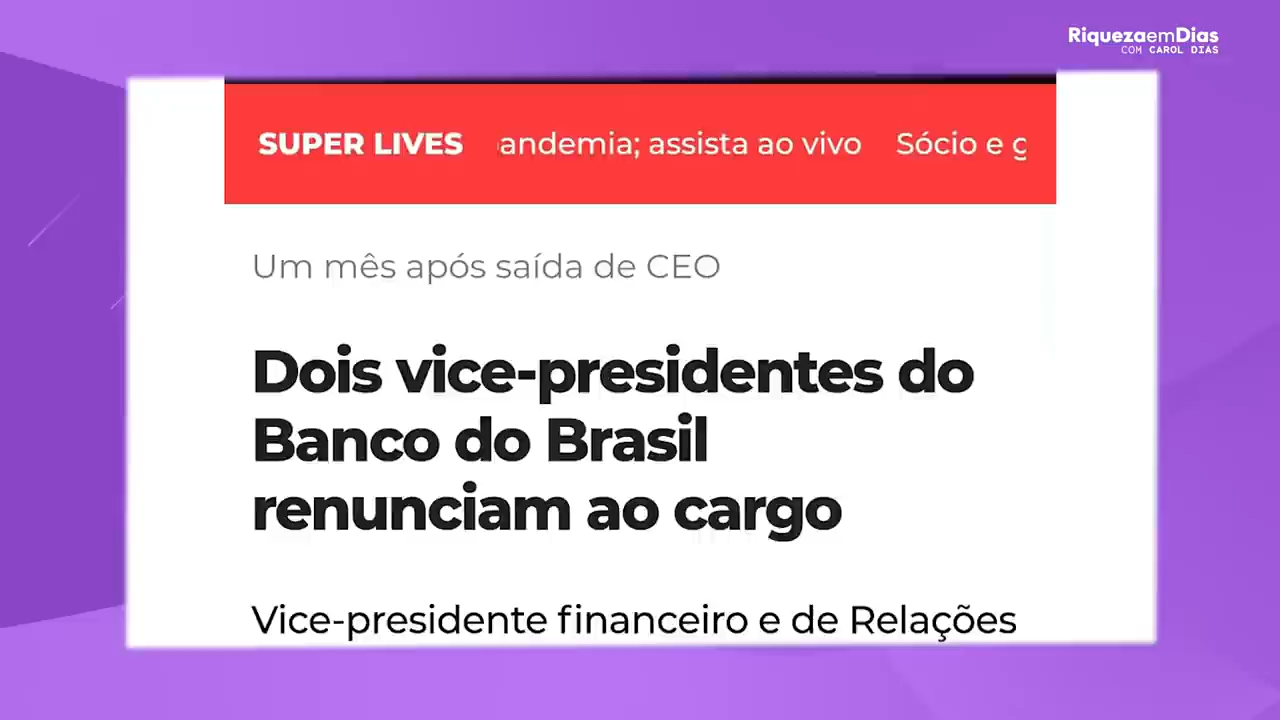 RiquezaemDias
COM CAROL DIAS
SUPER LIVES andemia; assista ao vivo Sócio e g
Um mês após saída de CEO
Dois vice-presidentes do
Banco do Brasil
renunciam ao cargo
Vice-presidente financeiro e de Relações